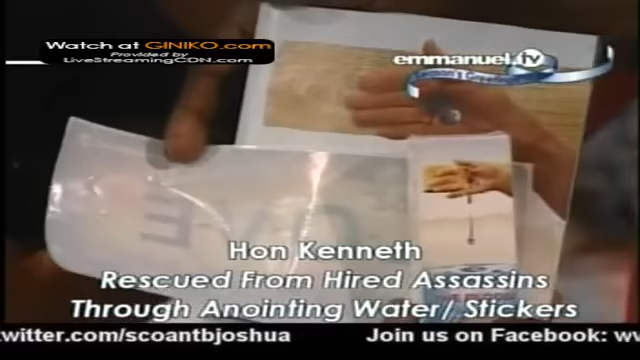 Watch at GINIKO.com
Provided by
LiveStreamingCDN.com
emmanuel.tv
Hon Kenneth
Rescued From Hired Assassins
Through Anointing Water/ Stickers
twitter.com/scoantbjoshua Join us on Facebook: ww